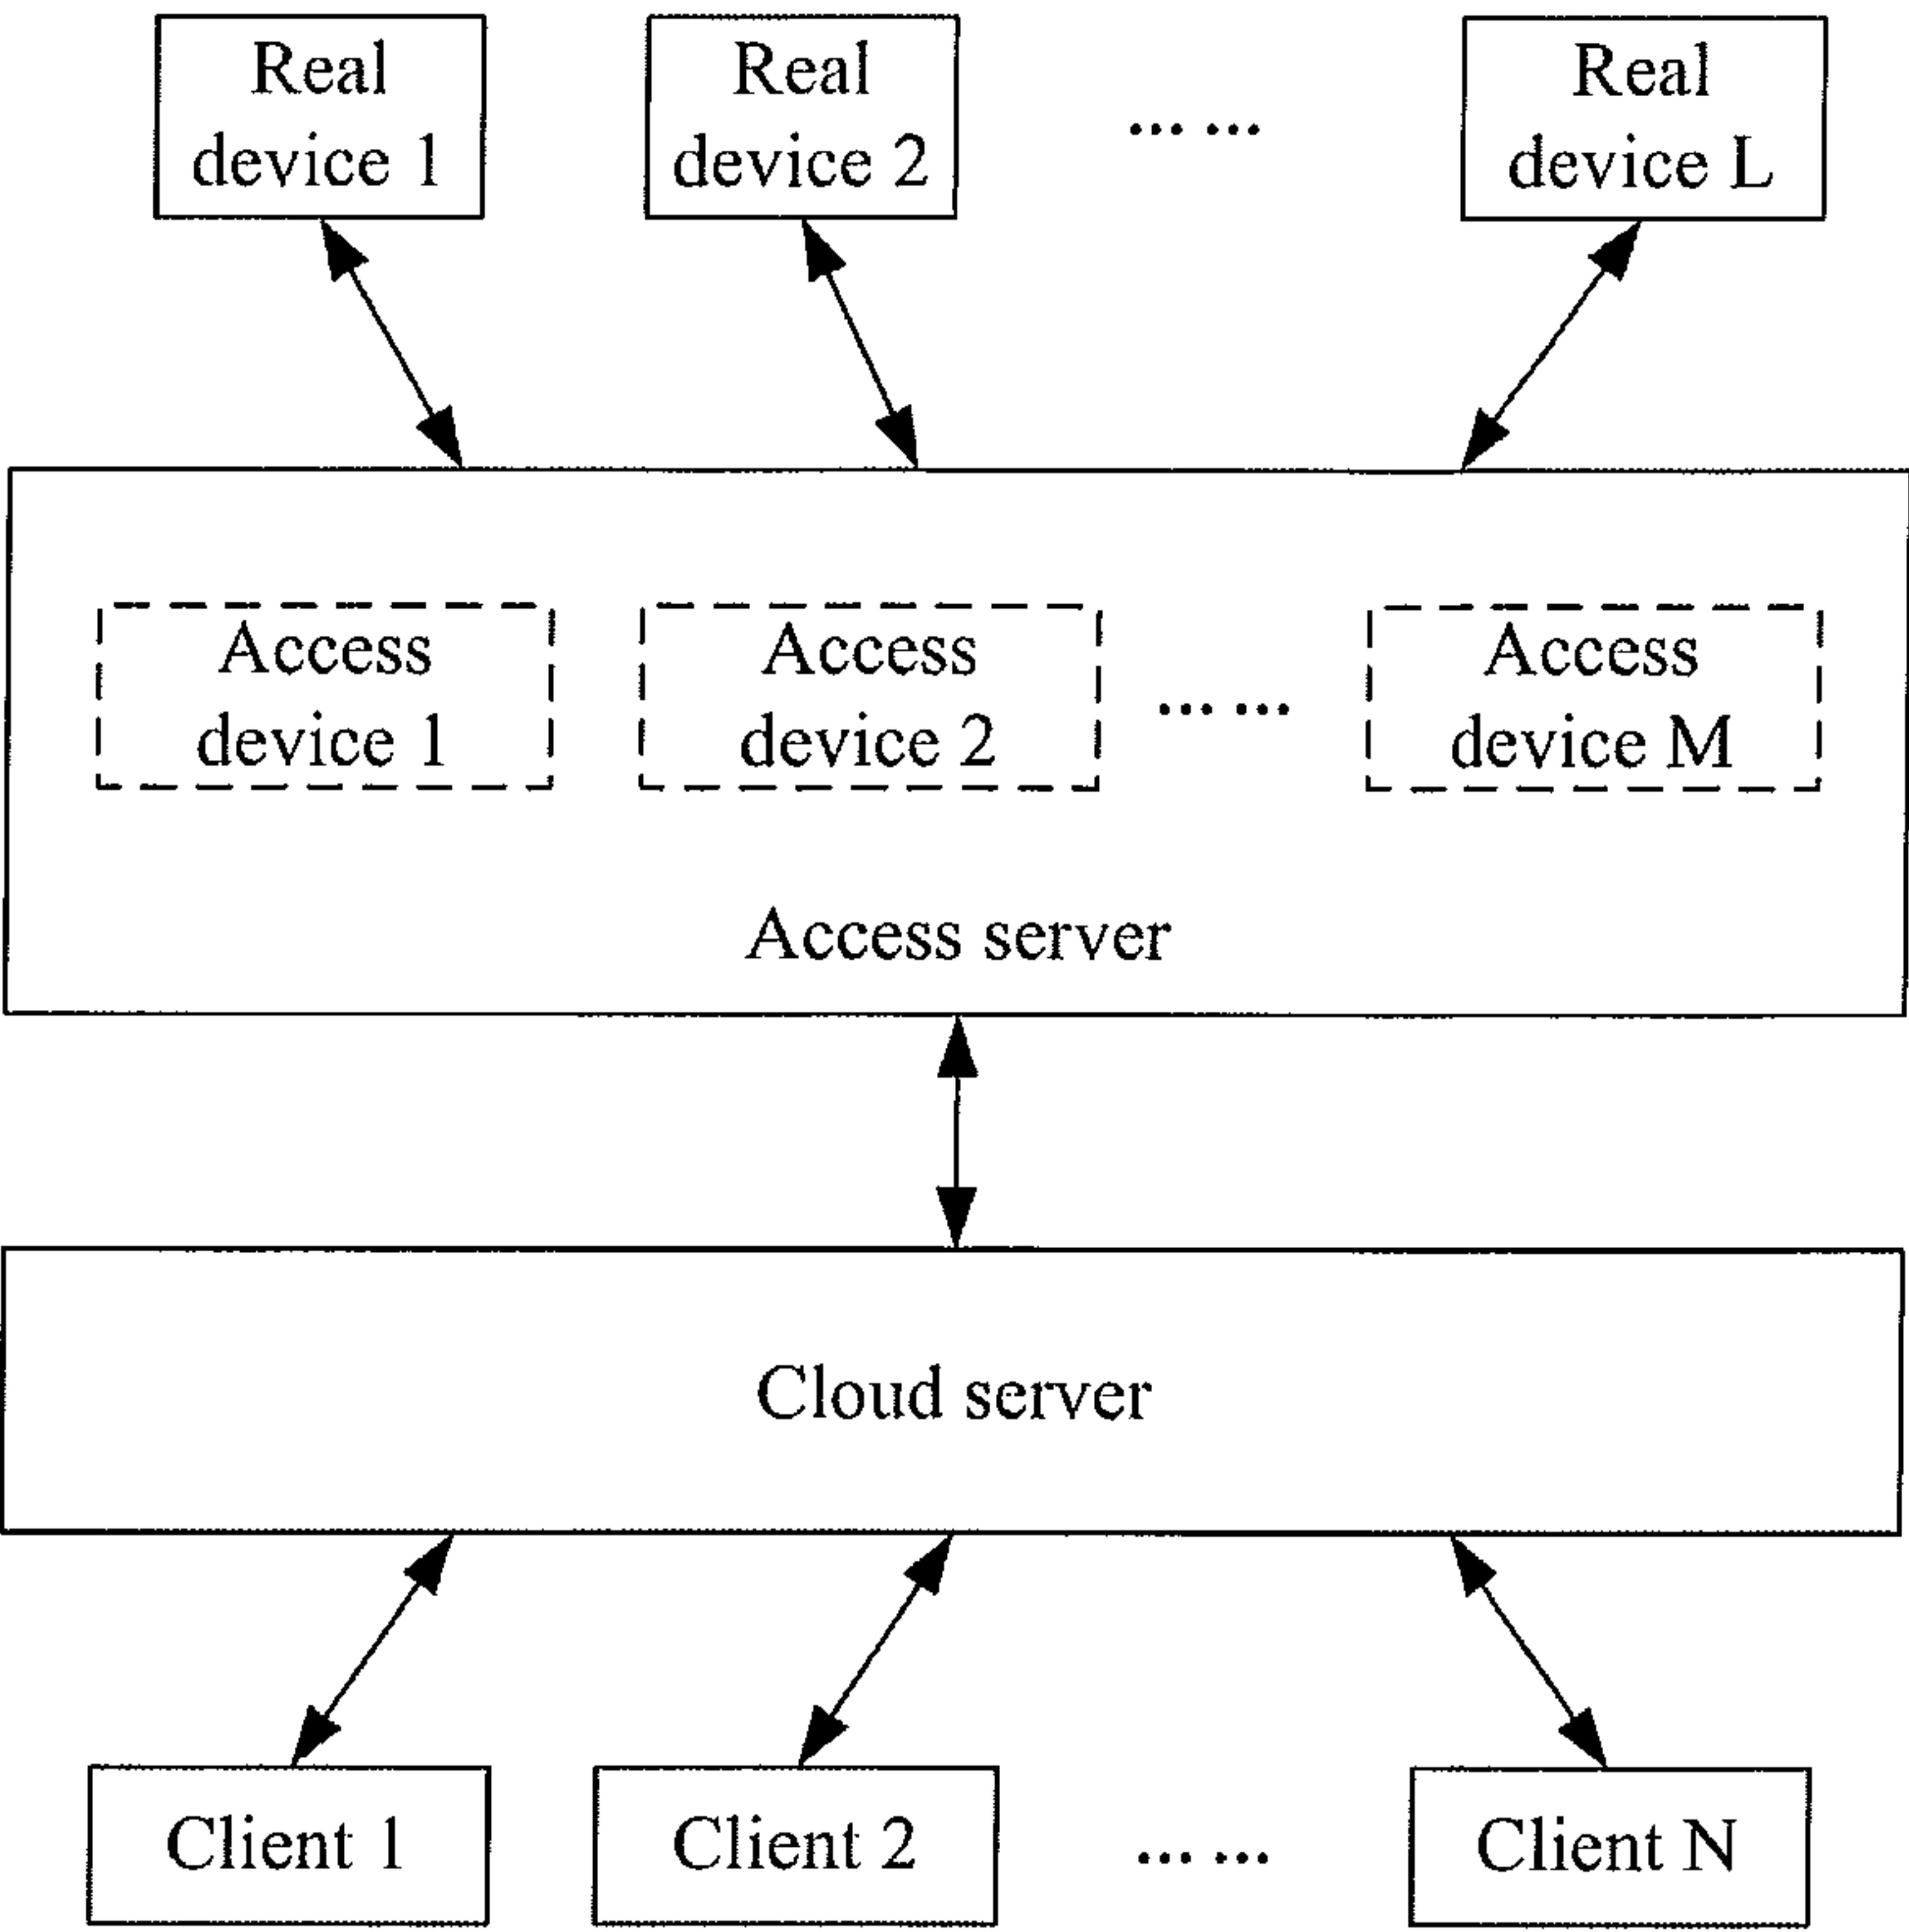 Real
device 1
Real
device 2
... ...
Real
device L
Access
device 1
Access
device 2
... ...
Access
device M
Access server
Cloud server
Client 1
Client 2
... ...
Client N